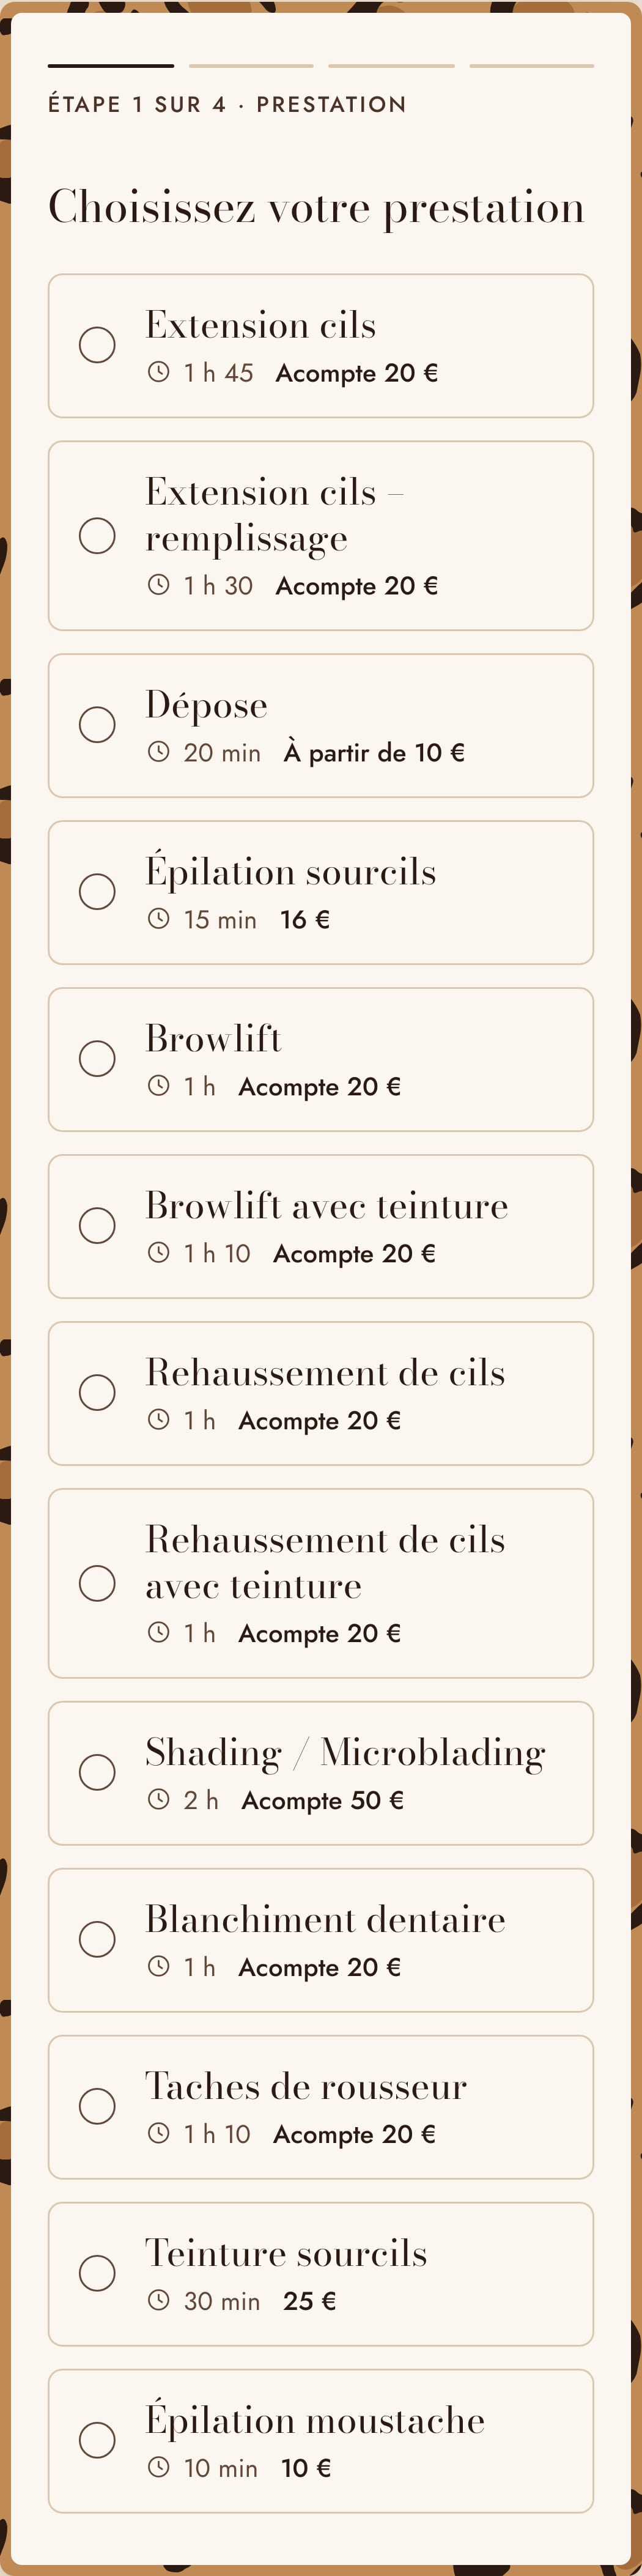 ÉTAPE 1 SUR 4 · PRESTATION
Choisissez votre prestation
Extension cils
1 h 45 Acompte 20 €
Extension cils –
remplissage
1 h 30 Acompte 20 €
Dépose
20 min À partir de 10 €
Épilation sourcils
15 min 16 €
Browlift
1 h Acompte 20 €
Browlift avec teinture
1 h 10 Acompte 20 €
Rehaussement de cils
1 h Acompte 20 €
Rehaussement de cils
avec teinture
1 h Acompte 20 €
Shading / Microblading
2 h Acompte 50 €
Blanchiment dentaire
1 h Acompte 20 €
Taches de rousseur
1 h 10 Acompte 20 €
Teinture sourcils
30 min 25 €
Épilation moustache
10 min 10 €